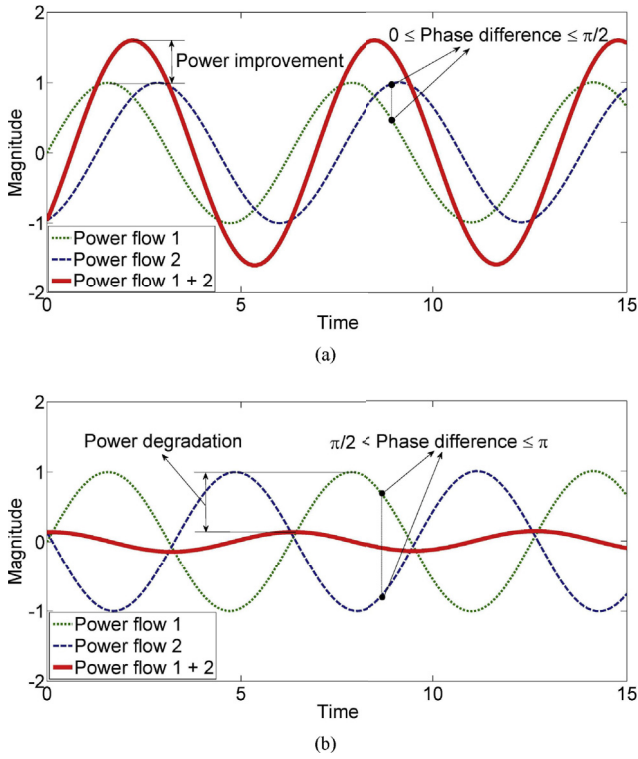 2
1
0
-1
-2
Magnitude
Power improvement
0 ≤ Phase difference ≤ π/2
Power flow 1
Power flow 2
Power flow 1 + 2
0
5
10
15
Time
(a)
2
1
0
-1
-2
Magnitude
Power degradation
π/2 < Phase difference ≤ π
Power flow 1
Power flow 2
Power flow 1 + 2
0
5
10
15
Time
(b)